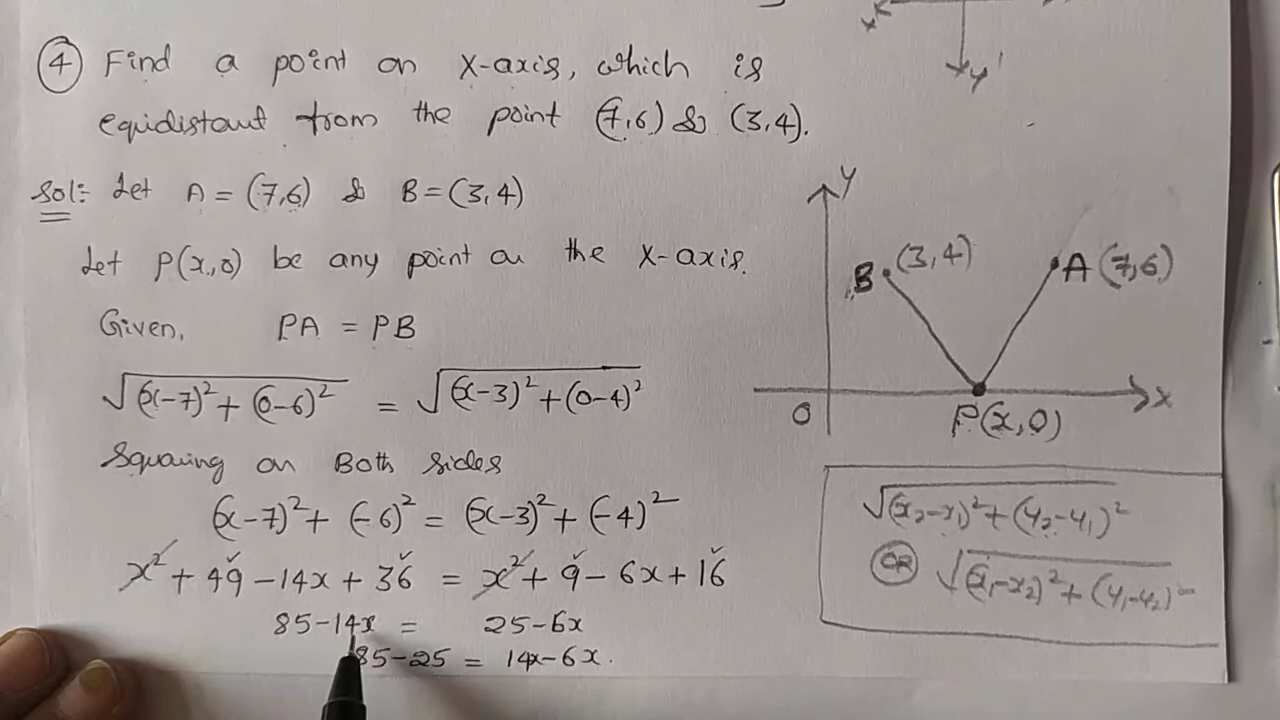 ④ Find a point on X-axis, which is
equidistant from the point (7,6) & (3,4).
Sol:- Let A = (7,6) & B = (3,4)
Let P(x,0) be any point on the X-axis.
Given, PA = PB
√(x-7)²+(0-6)² = √(x-3)²+(0-4)²
Squaring on Both sides
(x-7)²+(-6)² = (x-3)²+(-4)²
x²+49-14x+36 = x²+9-6x+16
85-14x = 25-6x
85-25 = 14x-6x.
y'
Y
B (3,4)
A(7,6)
O
X
P(x,0)
√(x₂-x₁)²+(y₂-y₁)²
OR √(x₁-x₂)²+(y₁-y₂)²